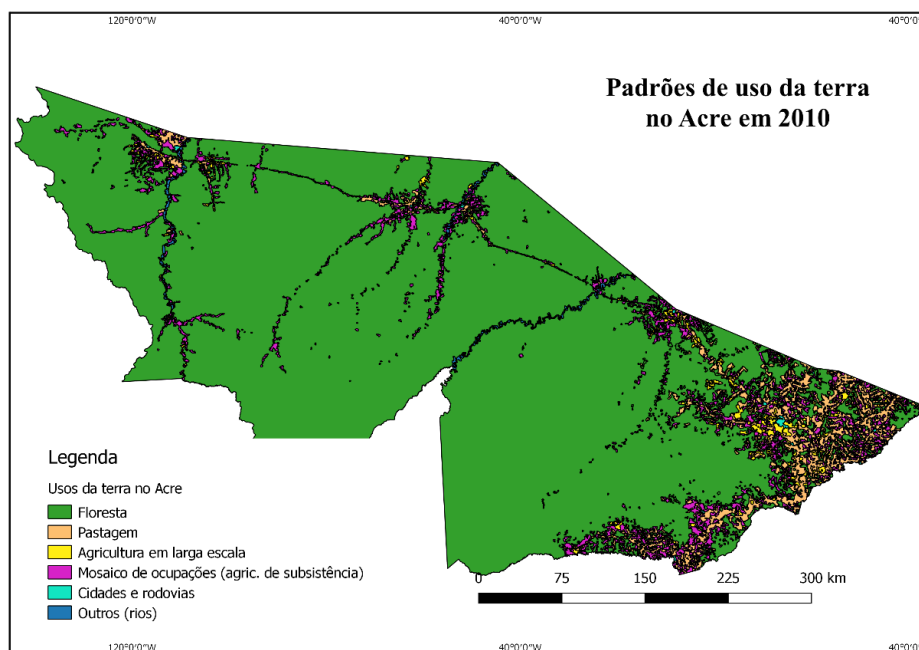 120°0'0"W 40°0'0"W 40°0'
Padrões de uso da terra
no Acre em 2010
Legenda
Usos da terra no Acre
Floresta
Pastagem
Agricultura em larga escala
Mosaico de ocupações (agric. de subsistência)
Cidades e rodovias
Outros (rios)
0 75 150 225 300 km
120°0'0"W 40°0'0"W 40°0'